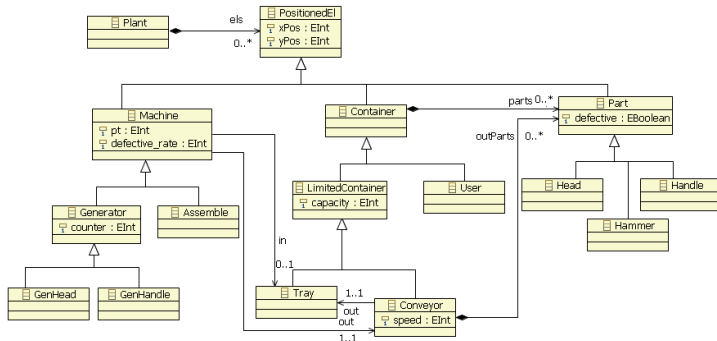 Plant
els
0..*
PositionedEl
xPos : EInt
yPos : EInt
Machine
pt : EInt
defective_rate : EInt
Container
parts 0..*
Part
defective : EBoolean
outParts
0..*
LimitedContainer
capacity : EInt
User
Head
Handle
Hammer
Generator
counter : EInt
Assemble
in
0..1
GenHead
GenHandle
Tray
1..1
out
out
1..1
Conveyor
speed : EInt